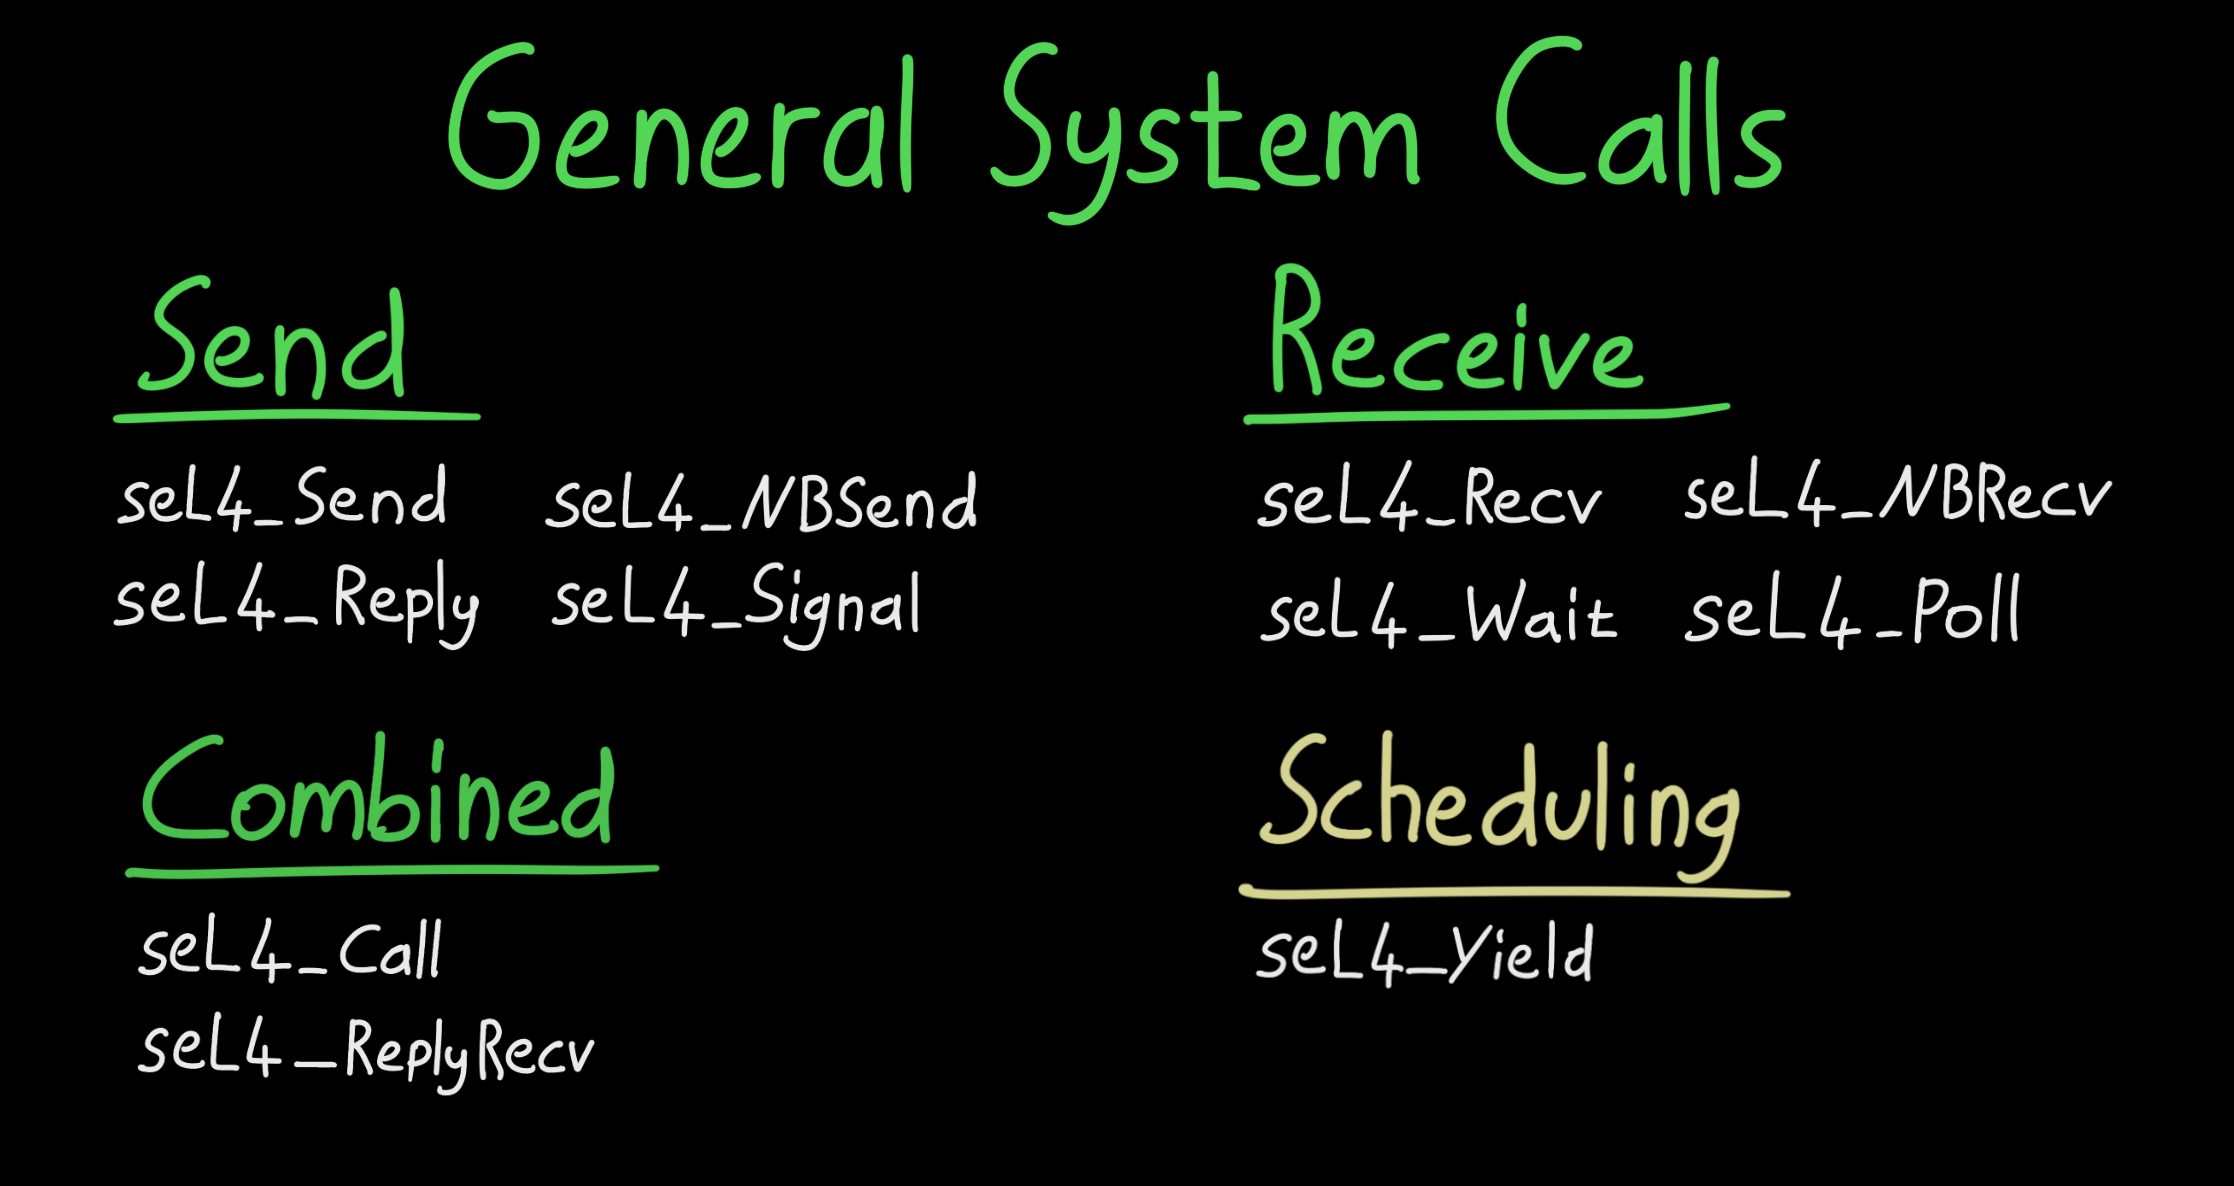 General System Calls
Send
seL4_Send seL4_NBSend
seL4_Reply seL4_Signal
Receive
seL4_Recv seL4_NBRecv
seL4_Wait seL4_Poll
Combined
seL4_Call
seL4_ReplyRecv
Scheduling
seL4_Yield